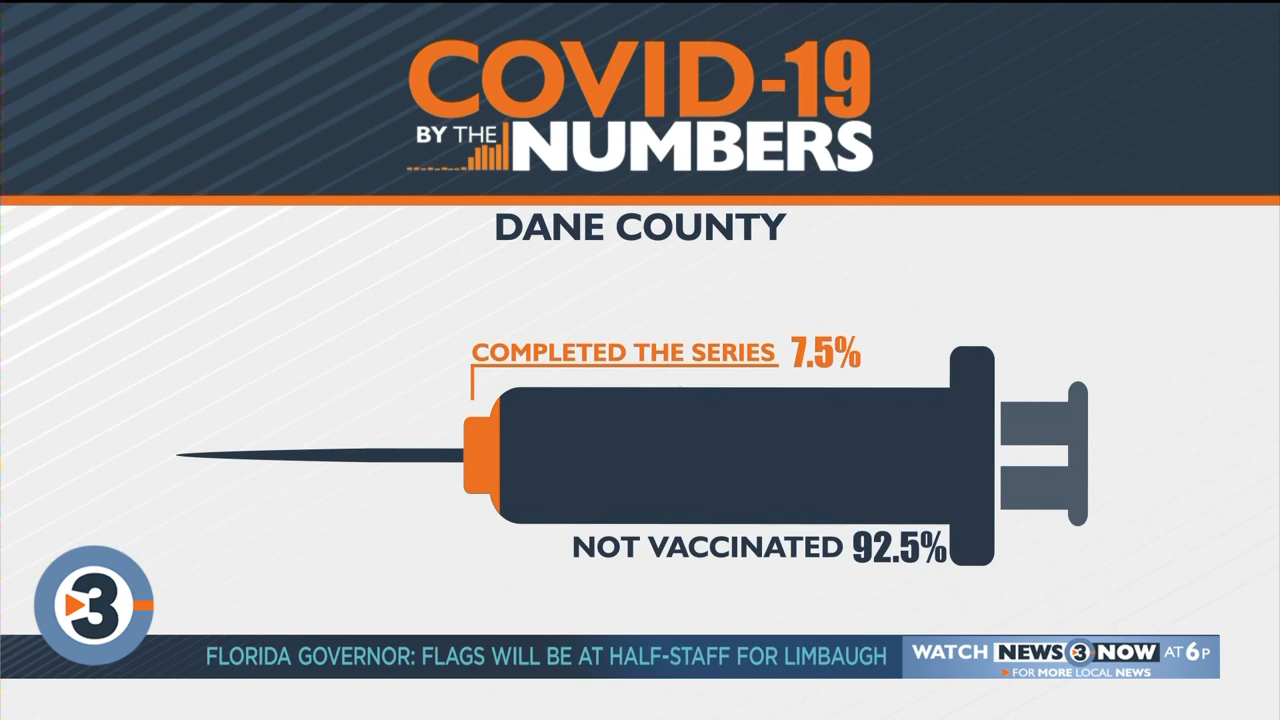 COVID-19
BY THE NUMBERS
DANE COUNTY
COMPLETED THE SERIES 7.5%
NOT VACCINATED 92.5%
3
FLORIDA GOVERNOR: FLAGS WILL BE AT HALF-STAFF FOR LIMBAUGH
WATCH NEWS 3 NOW AT 6P
FOR MORE LOCAL NEWS